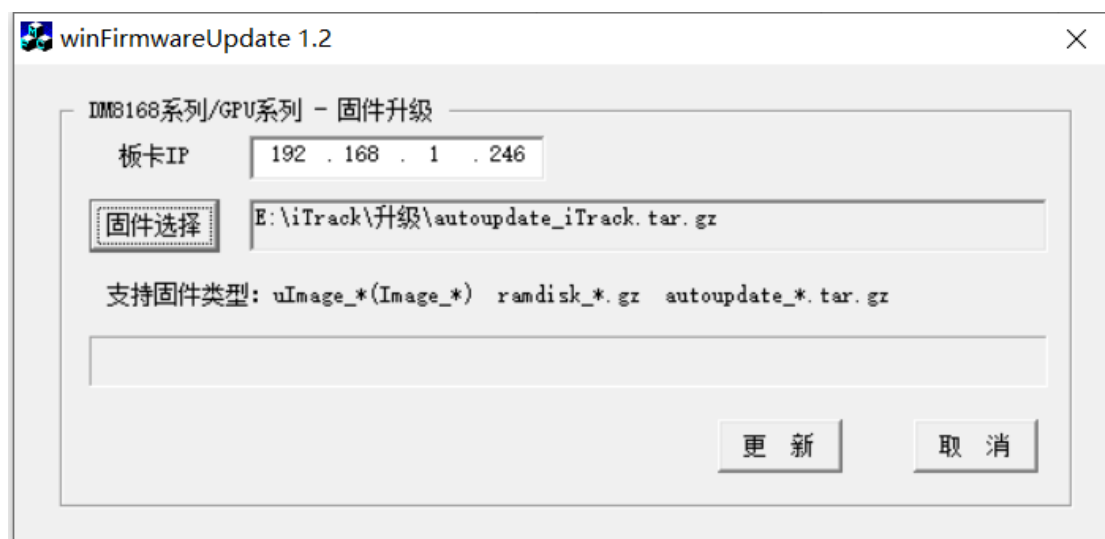 winFirmwareUpdate 1.2
DM8168系列/GPU系列 - 固件升级
板卡IP 192 . 168 . 1 . 246
固件选择 E:\iTrack\升级\autoupdate_iTrack.tar.gz
支持固件类型: uImage_*(Image_*) ramdisk_*.gz autoupdate_*.tar.gz
更 新 取 消